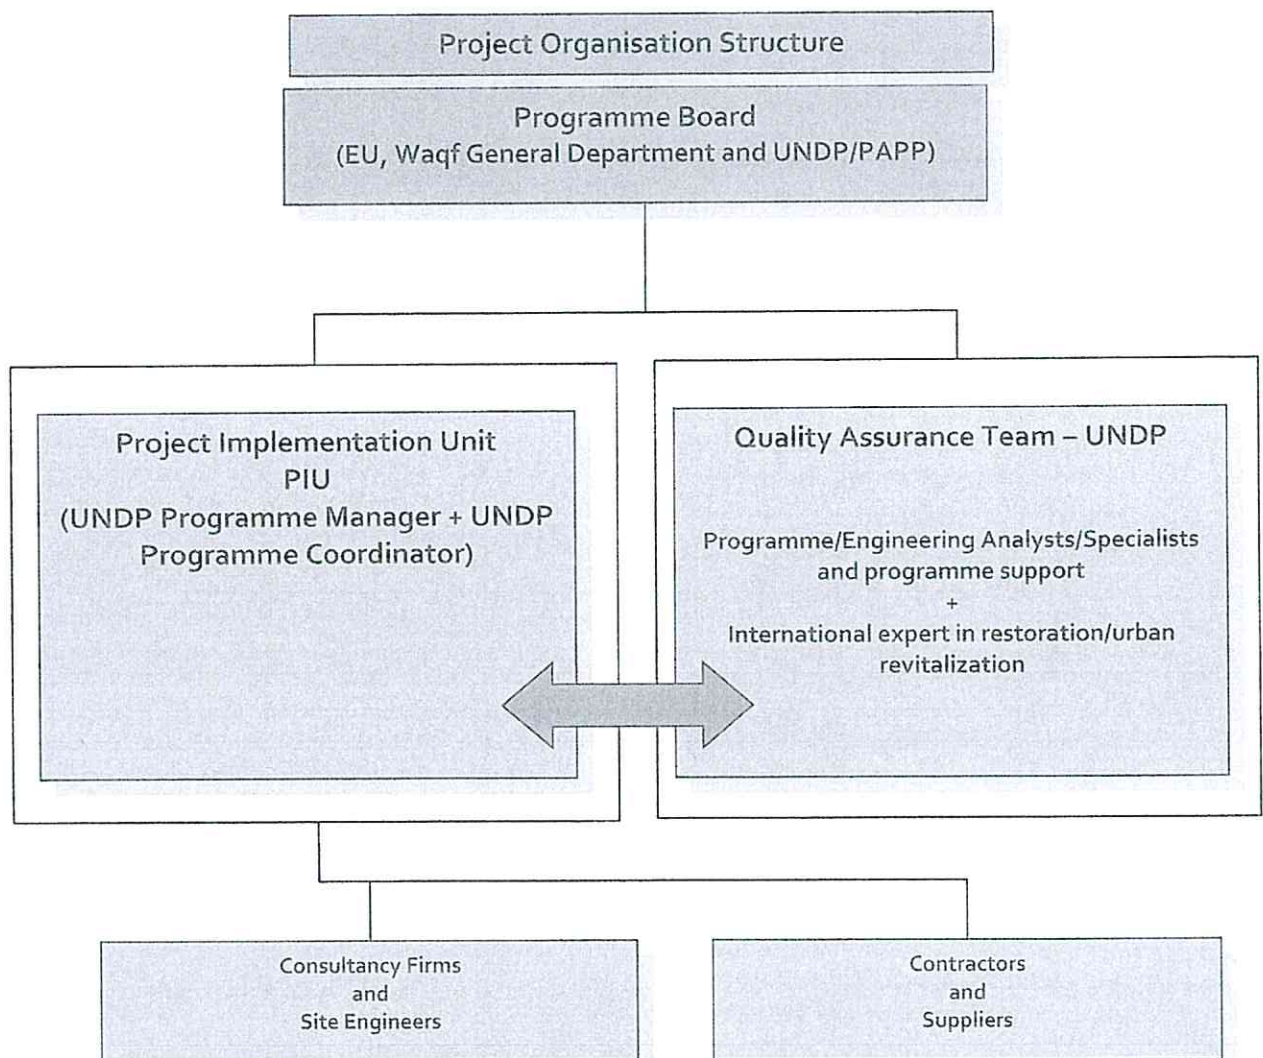 Project Organisation Structure
Programme Board
(EU, Waqf General Department and UNDP/PAPP)
Project Implementation Unit
PIU
(UNDP Programme Manager + UNDP
Programme Coordinator)
Quality Assurance Team – UNDP
Programme/Engineering Analysts/Specialists
and programme support
+
International expert in restoration/urban
revitalization
Consultancy Firms
and
Site Engineers
Contractors
and
Suppliers